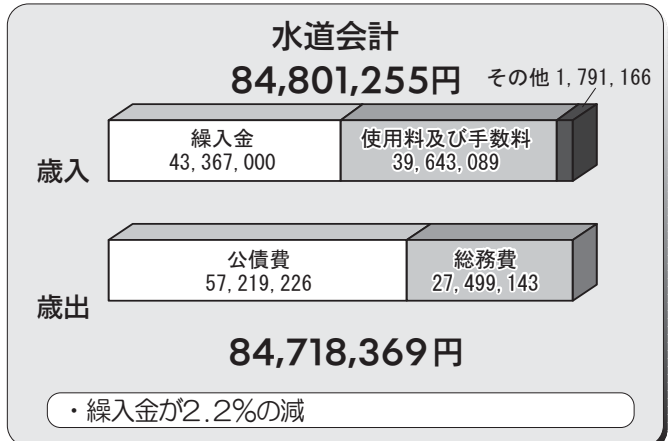 水道会計
84,801,255円
その他 1,791,166
繰入金
43,367,000
使用料及び手数料
39,643,089
歳入
公債費
57,219,226
総務費
27,499,143
歳出
84,718,369円
・繰入金が2.2%の減